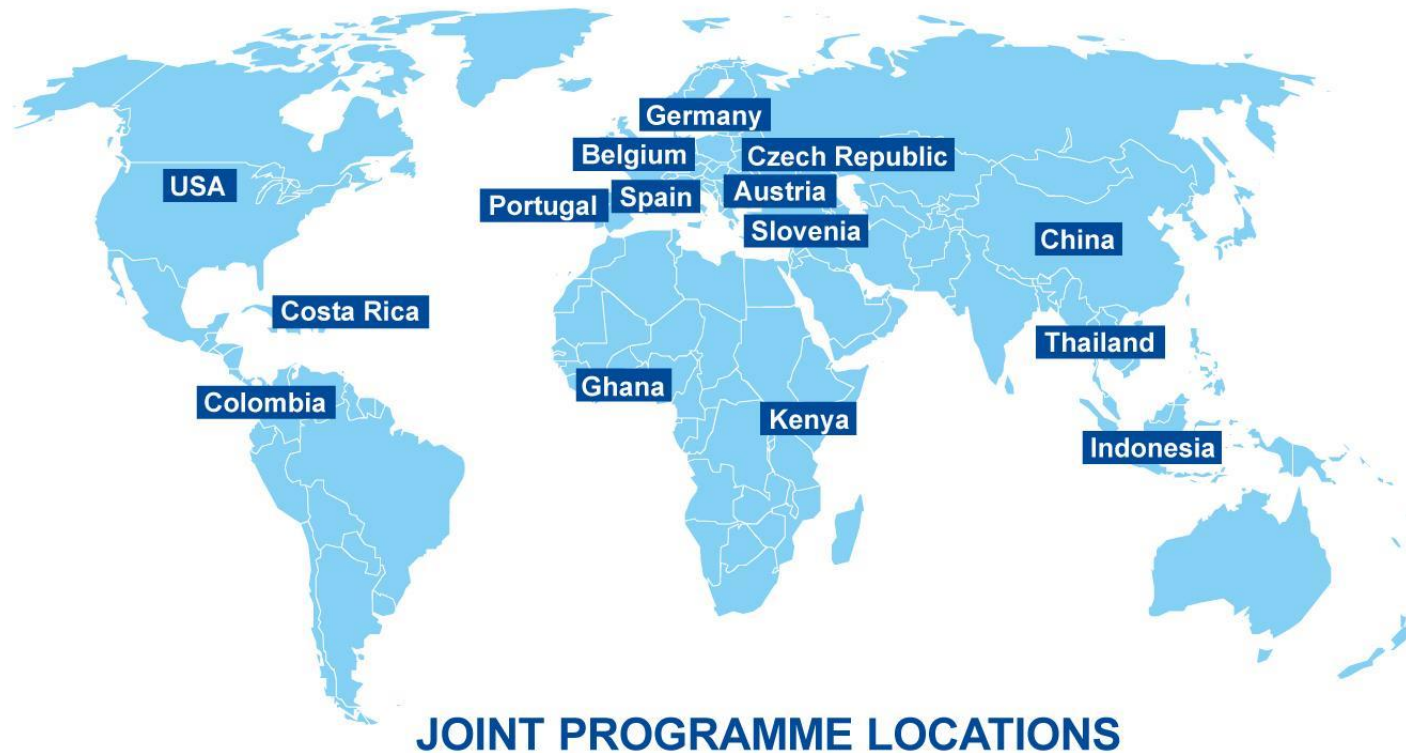 Germany
Belgium
Czech Republic
USA
Spain
Austria
Portugal
Slovenia
China
Costa Rica
Thailand
Ghana
Colombia
Kenya
Indonesia
JOINT PROGRAMME LOCATIONS